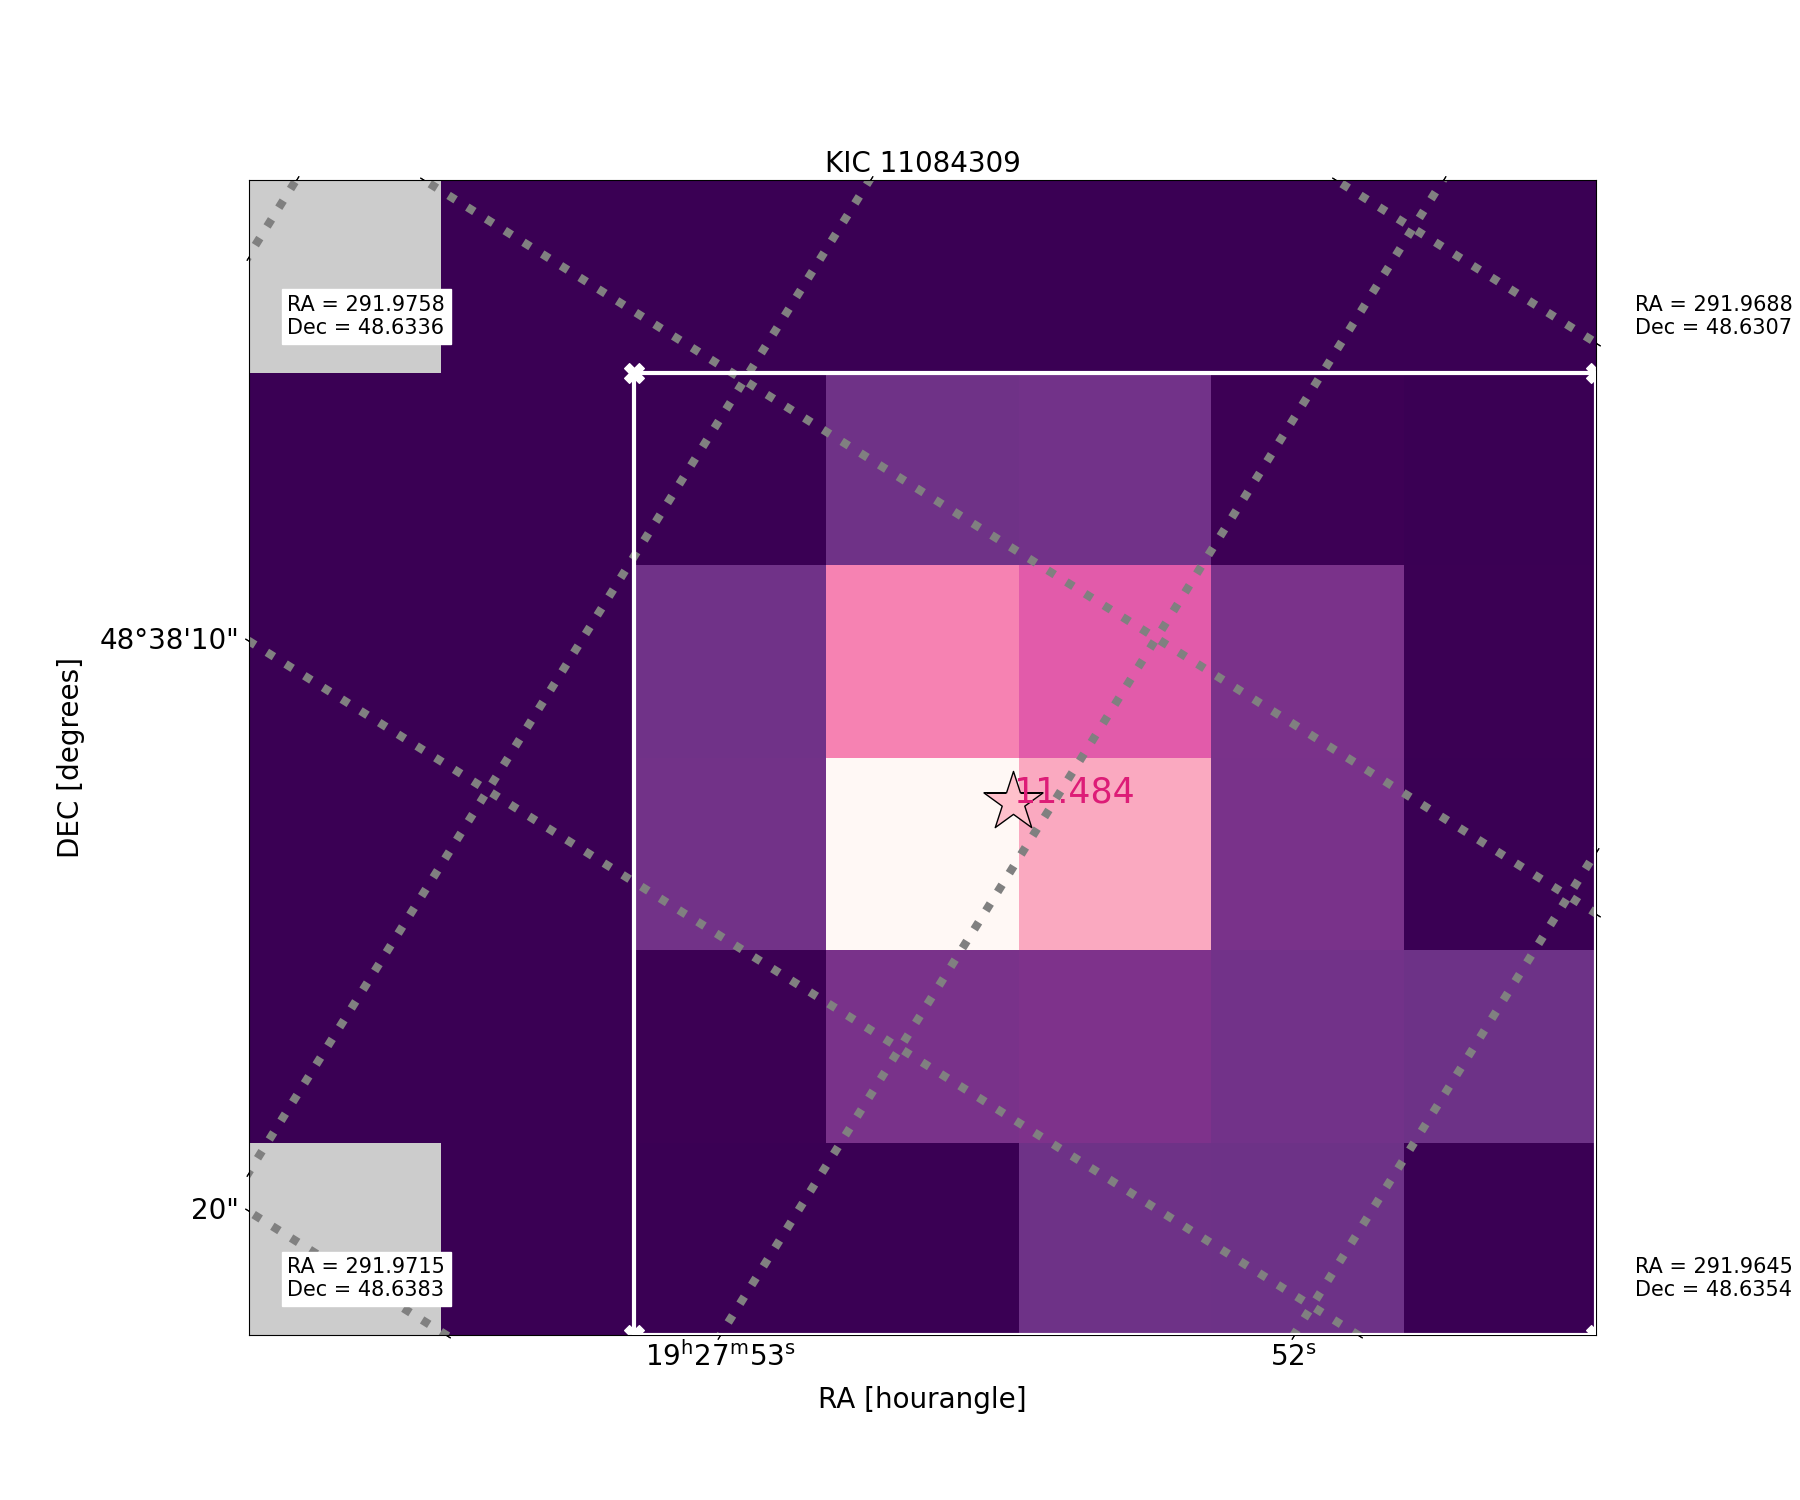 KIC 11084309
RA = 291.9758
Dec = 48.6336
RA = 291.9688
Dec = 48.6307
48°38'10"
DEC [degrees]
11.484
20"
RA = 291.9715
Dec = 48.6383
RA = 291.9645
Dec = 48.6354
19h27m53s
52s
RA [hourangle]